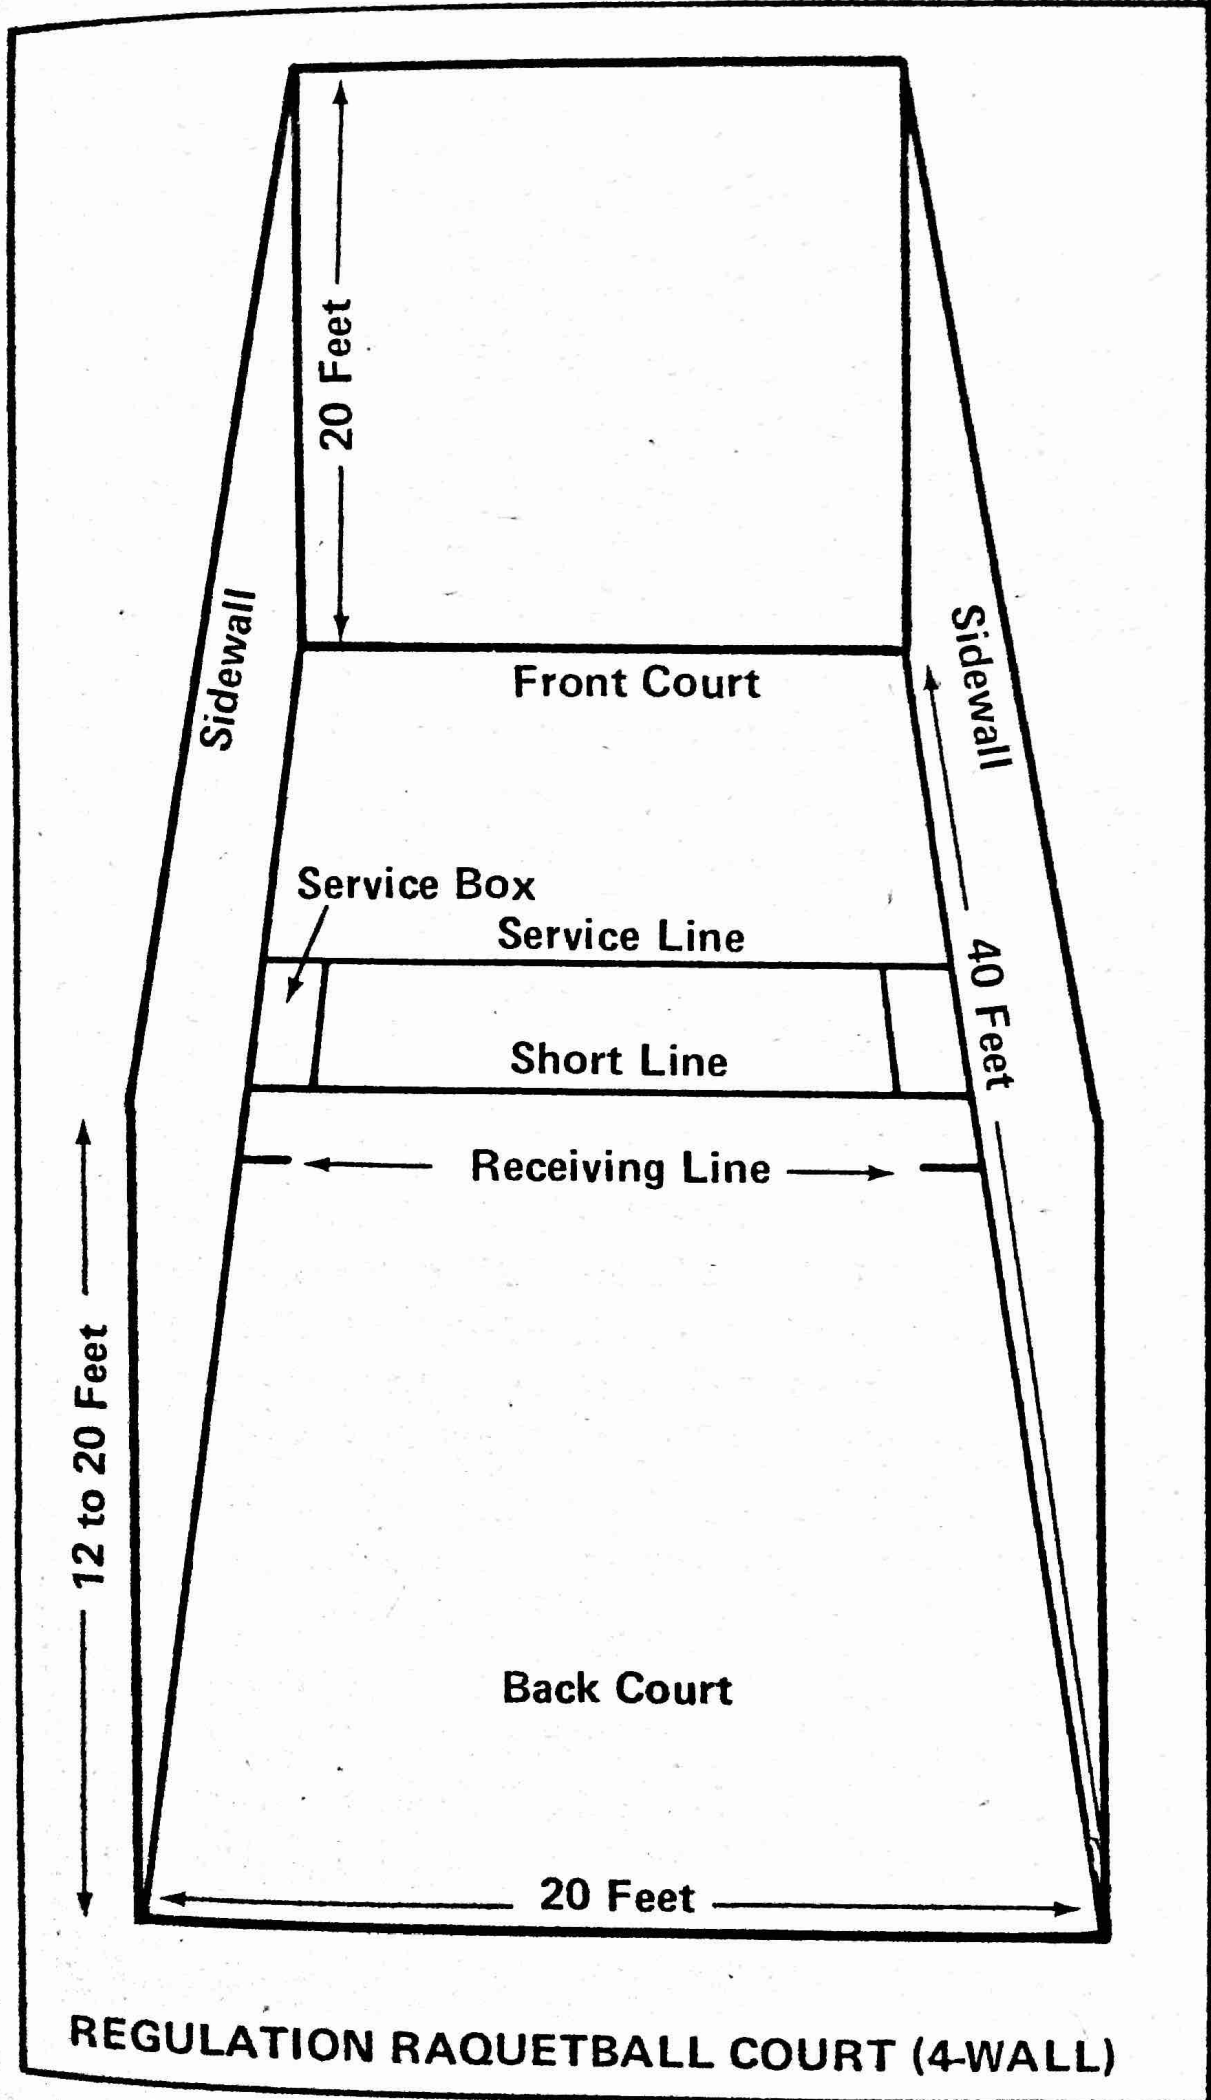 20 Feet
Sidewall
Sidewall
Front Court
Service Box
Service Line
40 Feet
Short Line
Receiving Line
12 to 20 Feet
Back Court
20 Feet
REGULATION RAQUETBALL COURT (4-WALL)